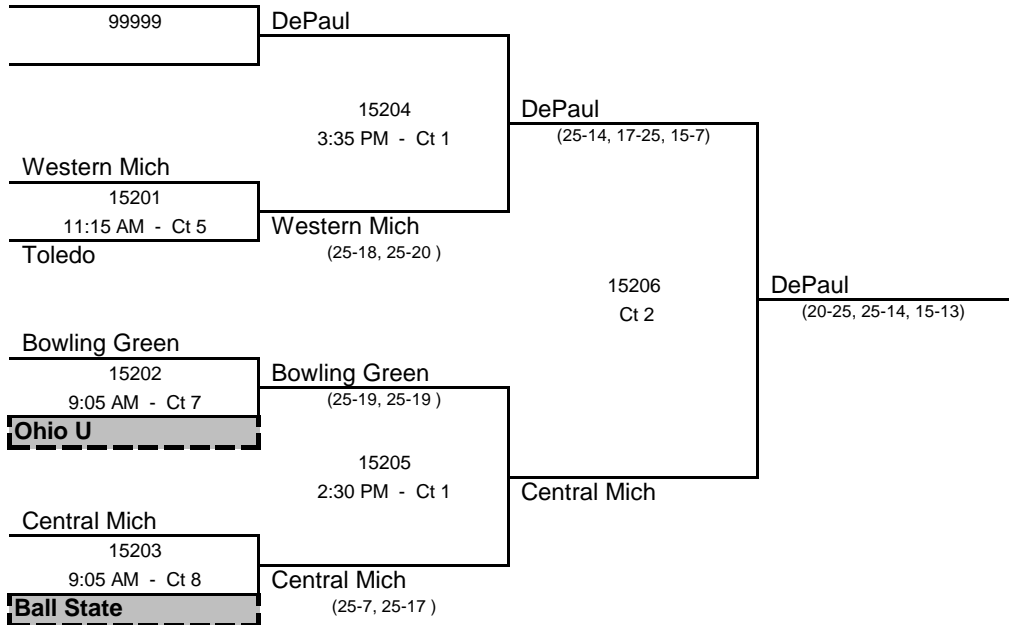 99999
DePaul
15204
3:35 PM - Ct 1
DePaul
(25-14, 17-25, 15-7)
Western Mich
15201
11:15 AM - Ct 5
Toledo
Western Mich
(25-18, 25-20 )
15206
Ct 2
DePaul
(20-25, 25-14, 15-13)
Bowling Green
15202
9:05 AM - Ct 7
Ohio U
Bowling Green
(25-19, 25-19 )
15205
2:30 PM - Ct 1
Central Mich
Central Mich
15203
9:05 AM - Ct 8
Ball State
Central Mich
(25-7, 25-17 )